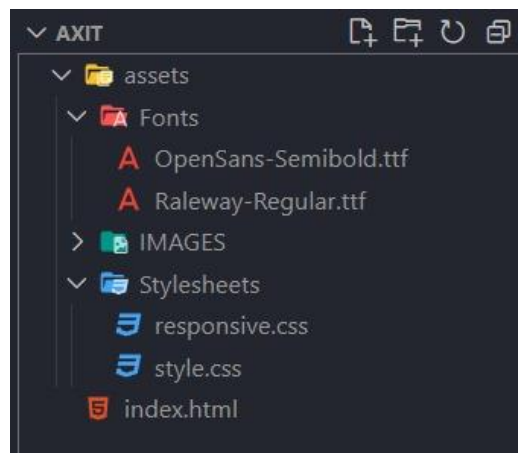 AXIT
assets
Fonts
OpenSans-Semibold.ttf
Raleway-Regular.ttf
IMAGES
Stylesheets
responsive.css
style.css
index.html